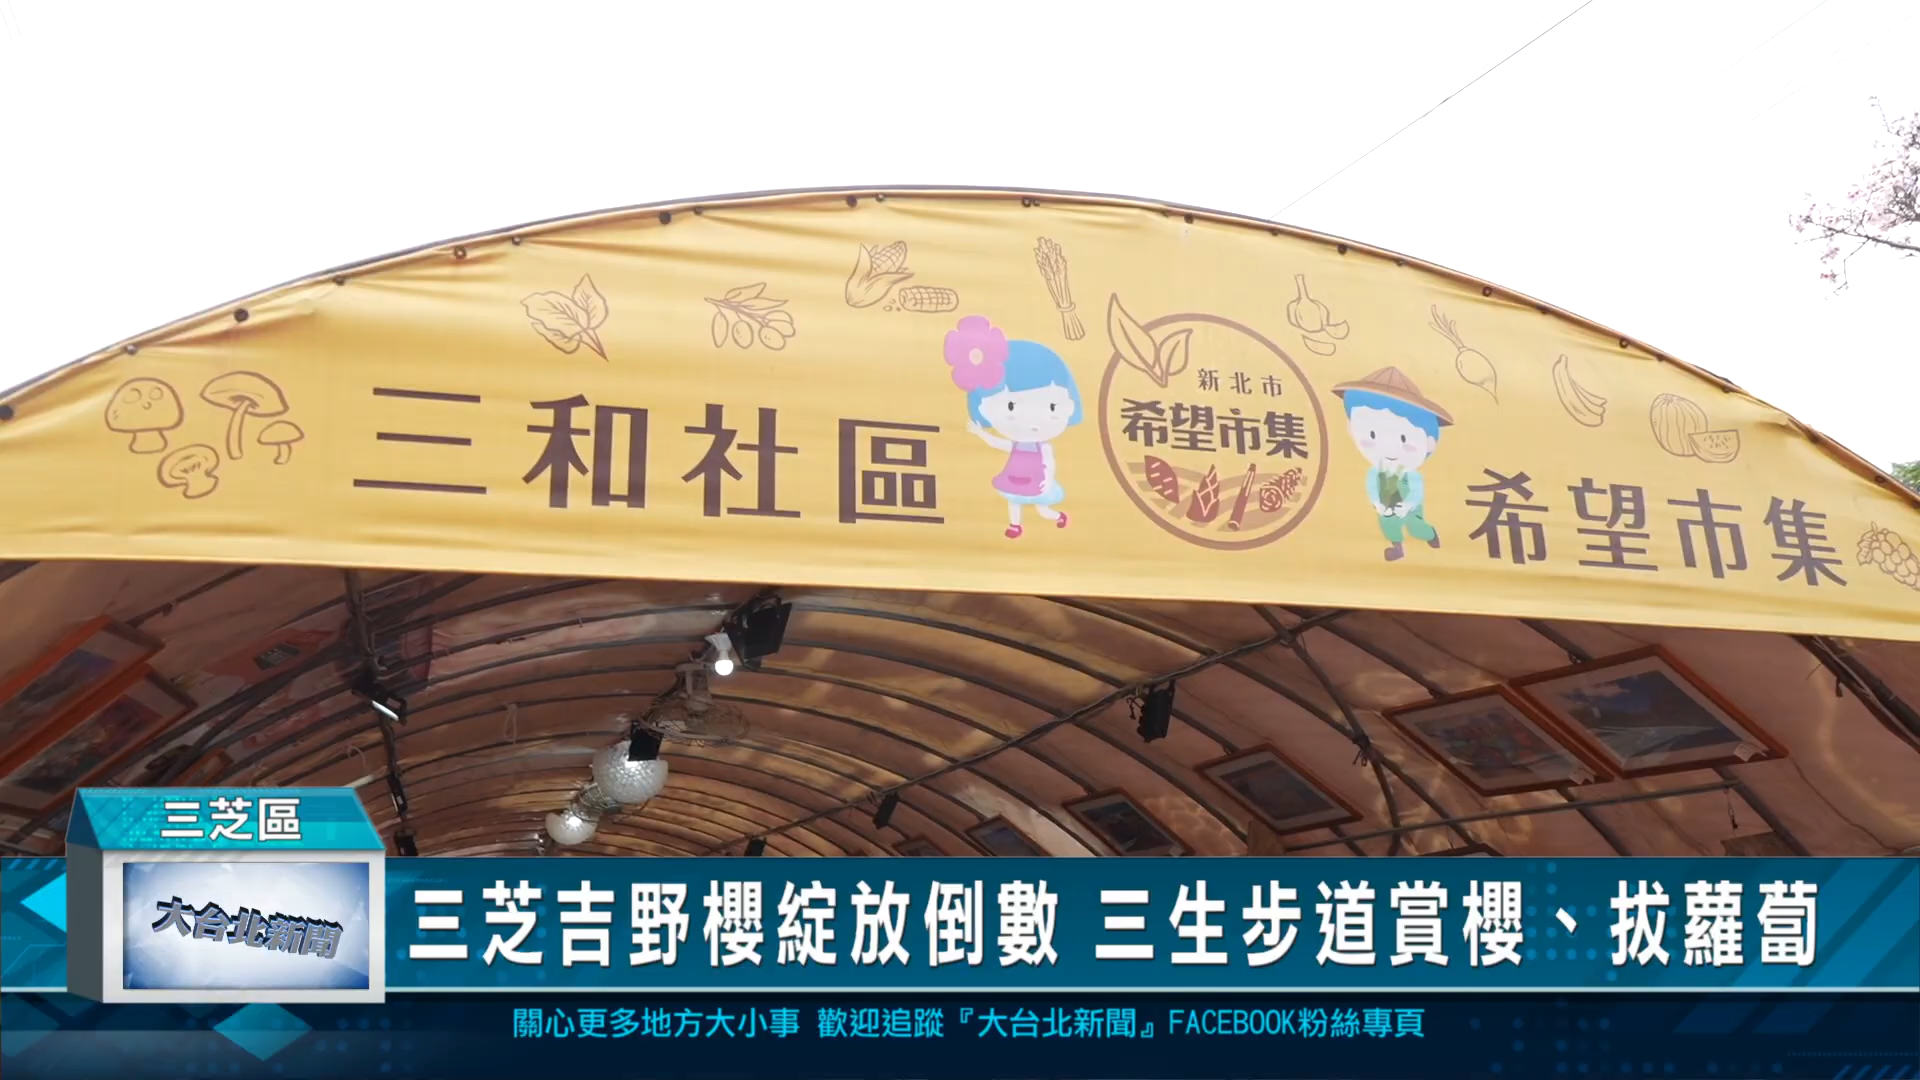 新北市
三和社區 希望市集 希望市集
三芝區
大台北新聞
三芝吉野櫻綻放倒數 三生步道賞櫻、拔蘿蔔
關心更多地方大小事 歡迎追蹤『大台北新聞』FACEBOOK粉絲專頁